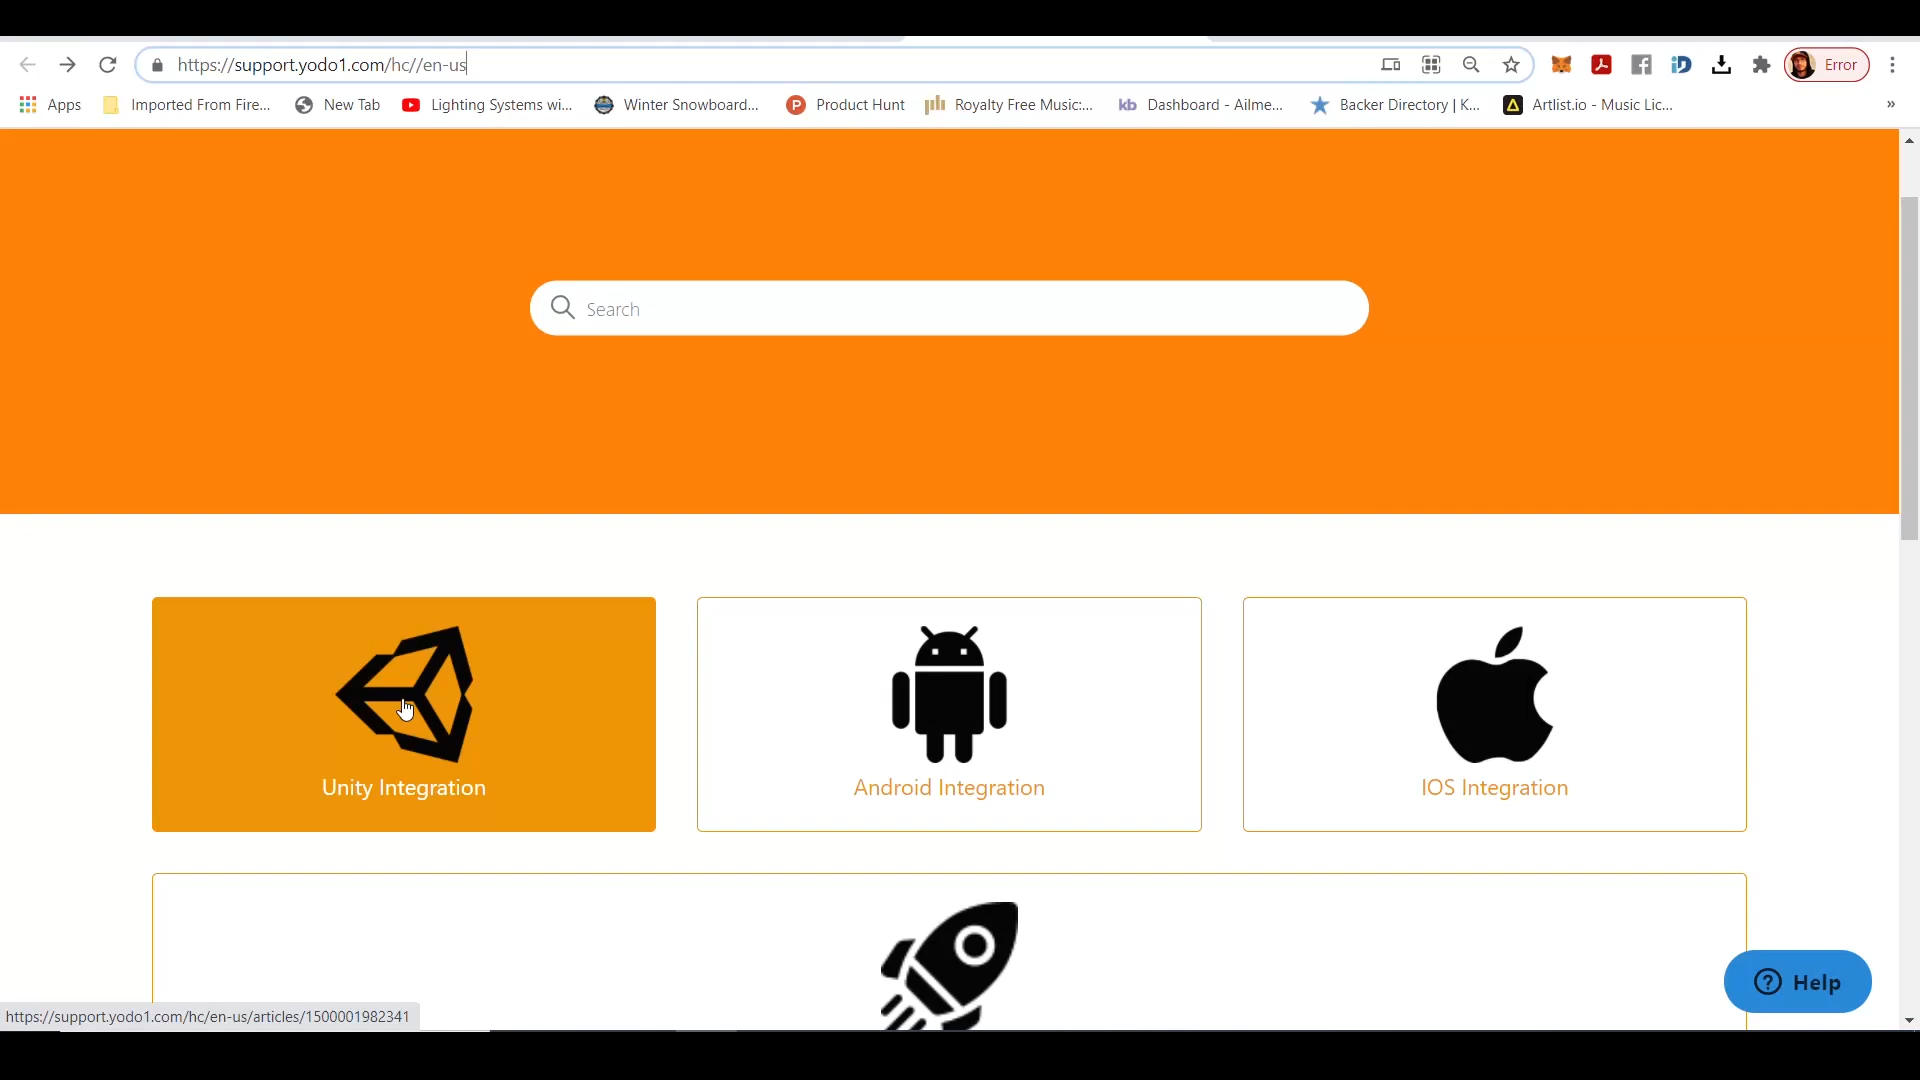 https://support.yodo1.com/hc//en-us
Error
Apps
Imported From Fire...
New Tab
Lighting Systems wi...
Winter Snowboard...
Product Hunt
Royalty Free Music:...
kb
Dashboard - Ailme...
Backer Directory | K...
Artlist.io - Music Lic...
»
Search
Unity Integration
Android Integration
IOS Integration
Help
https://support.yodo1.com/hc/en-us/articles/1500001982341